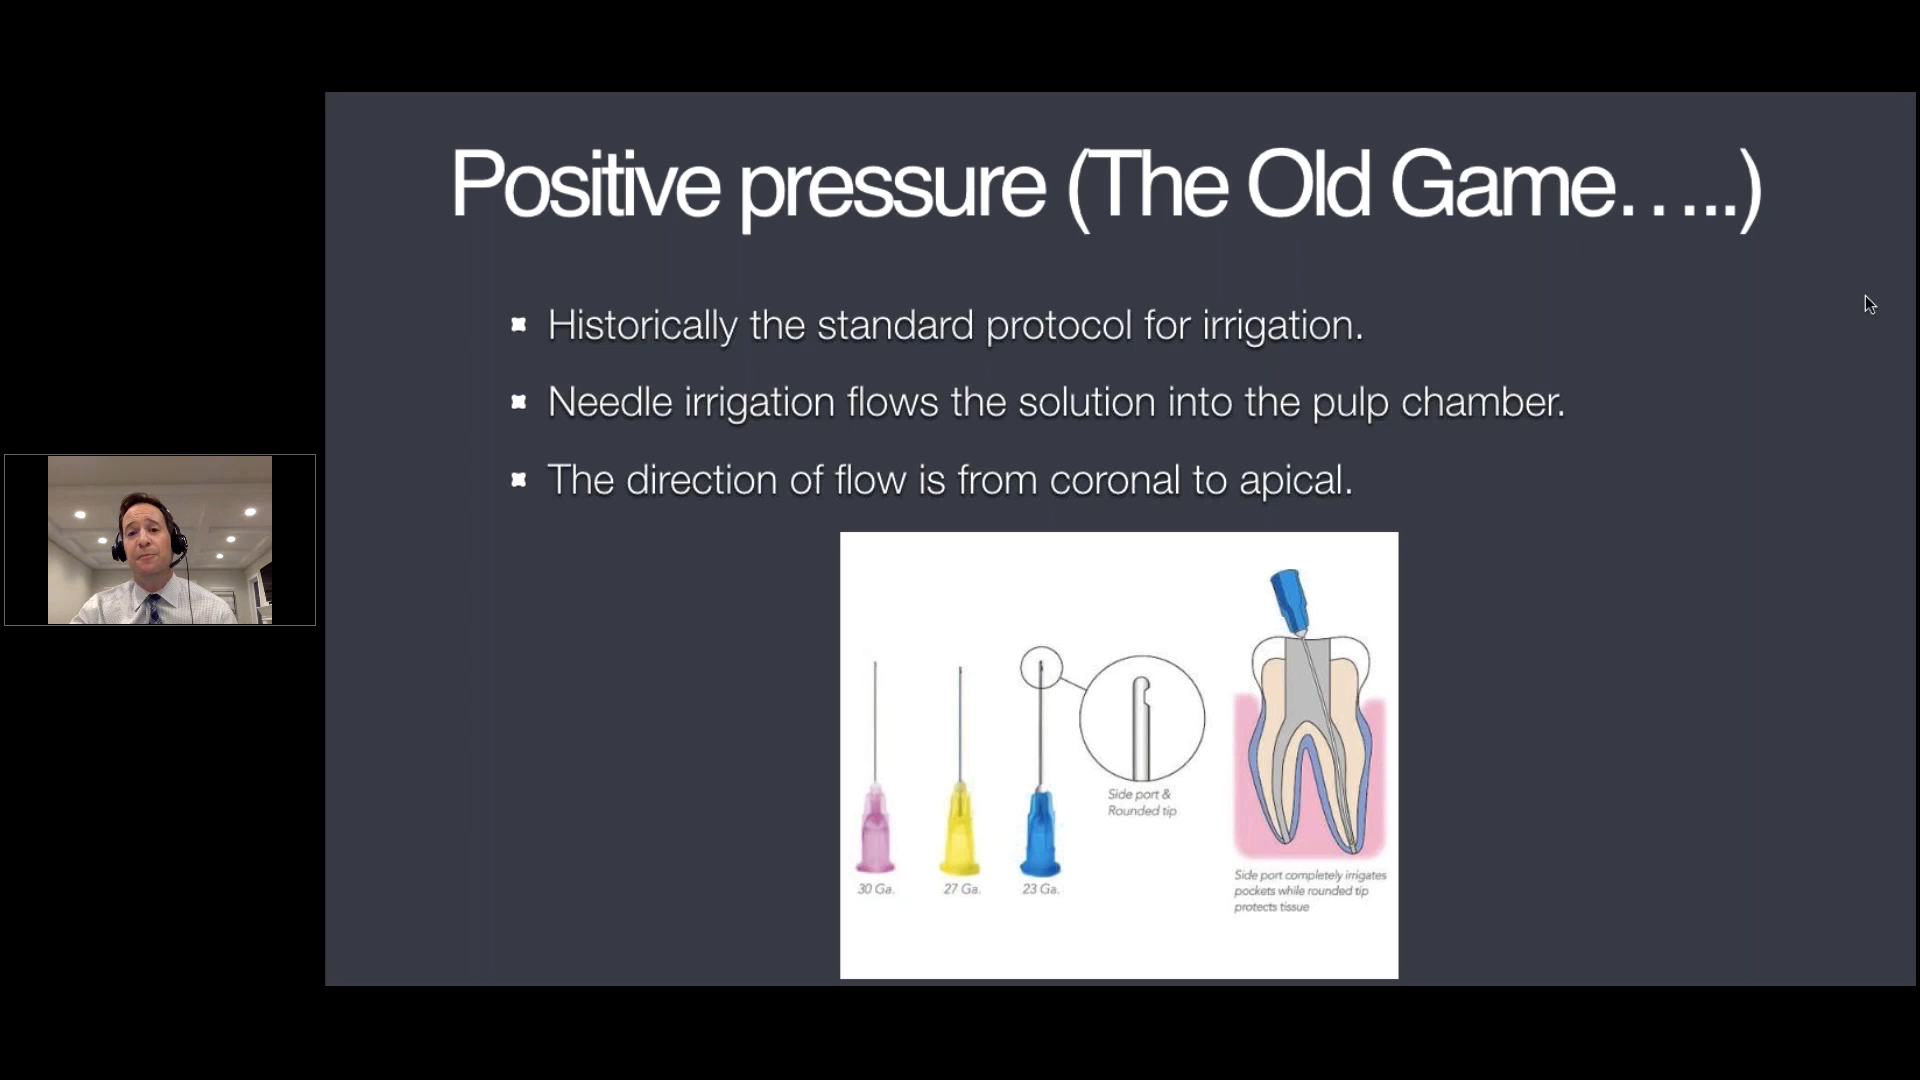 Positive pressure (The Old Game…...)
Historically the standard protocol for irrigation.
Needle irrigation flows the solution into the pulp chamber.
The direction of flow is from coronal to apical.
Side port &
Rounded tip
30 Ga.
27 Ga.
23 Ga.
Side port completely irrigates
pockets while rounded tip
protects tissue